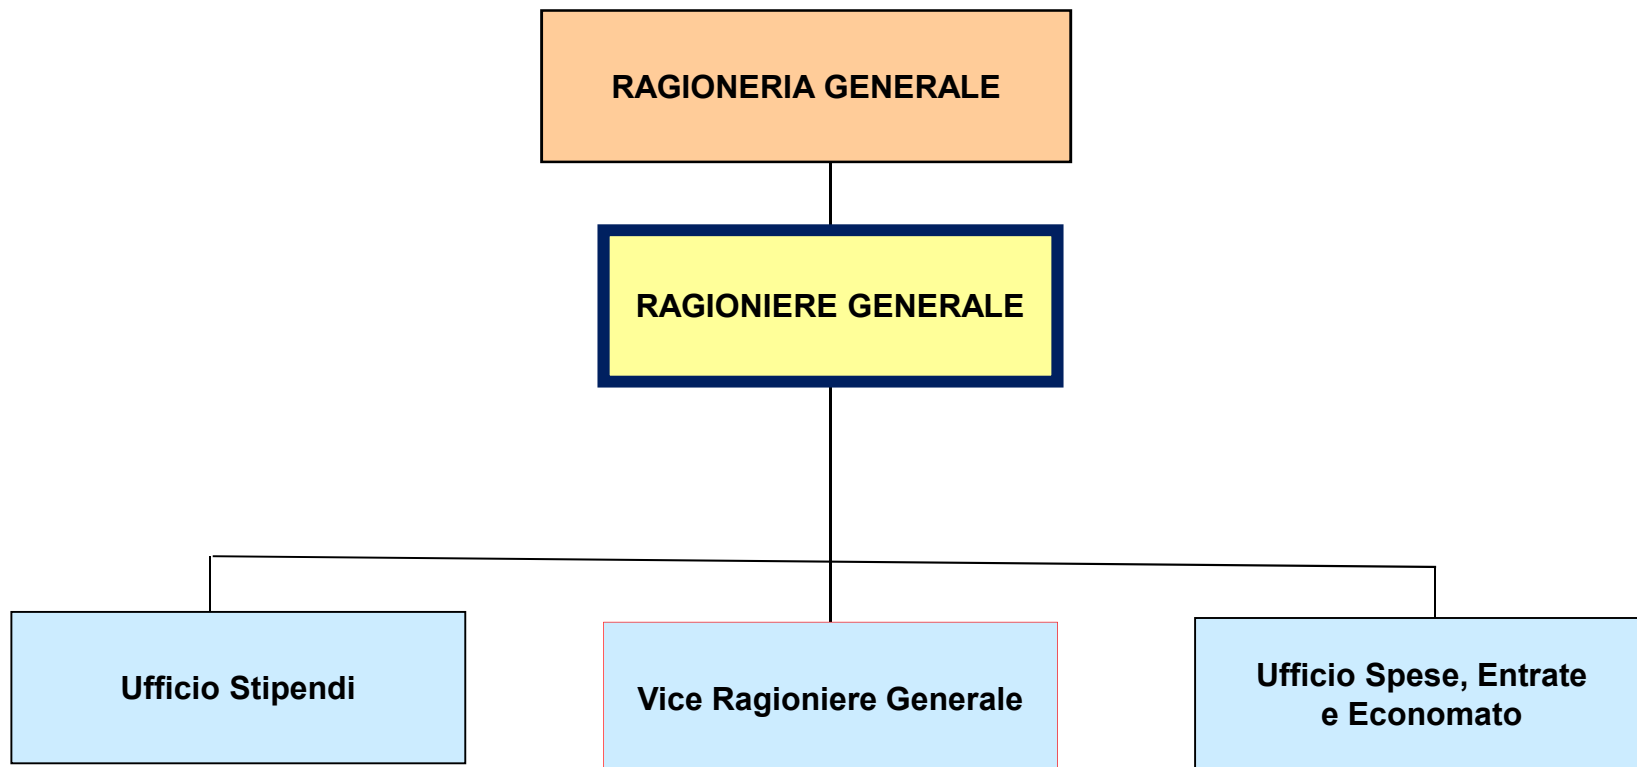 RAGIONERIA GENERALE
RAGIONIERE GENERALE
Ufficio Stipendi
Vice Ragioniere Generale
Ufficio Spese, Entrate
e Economato